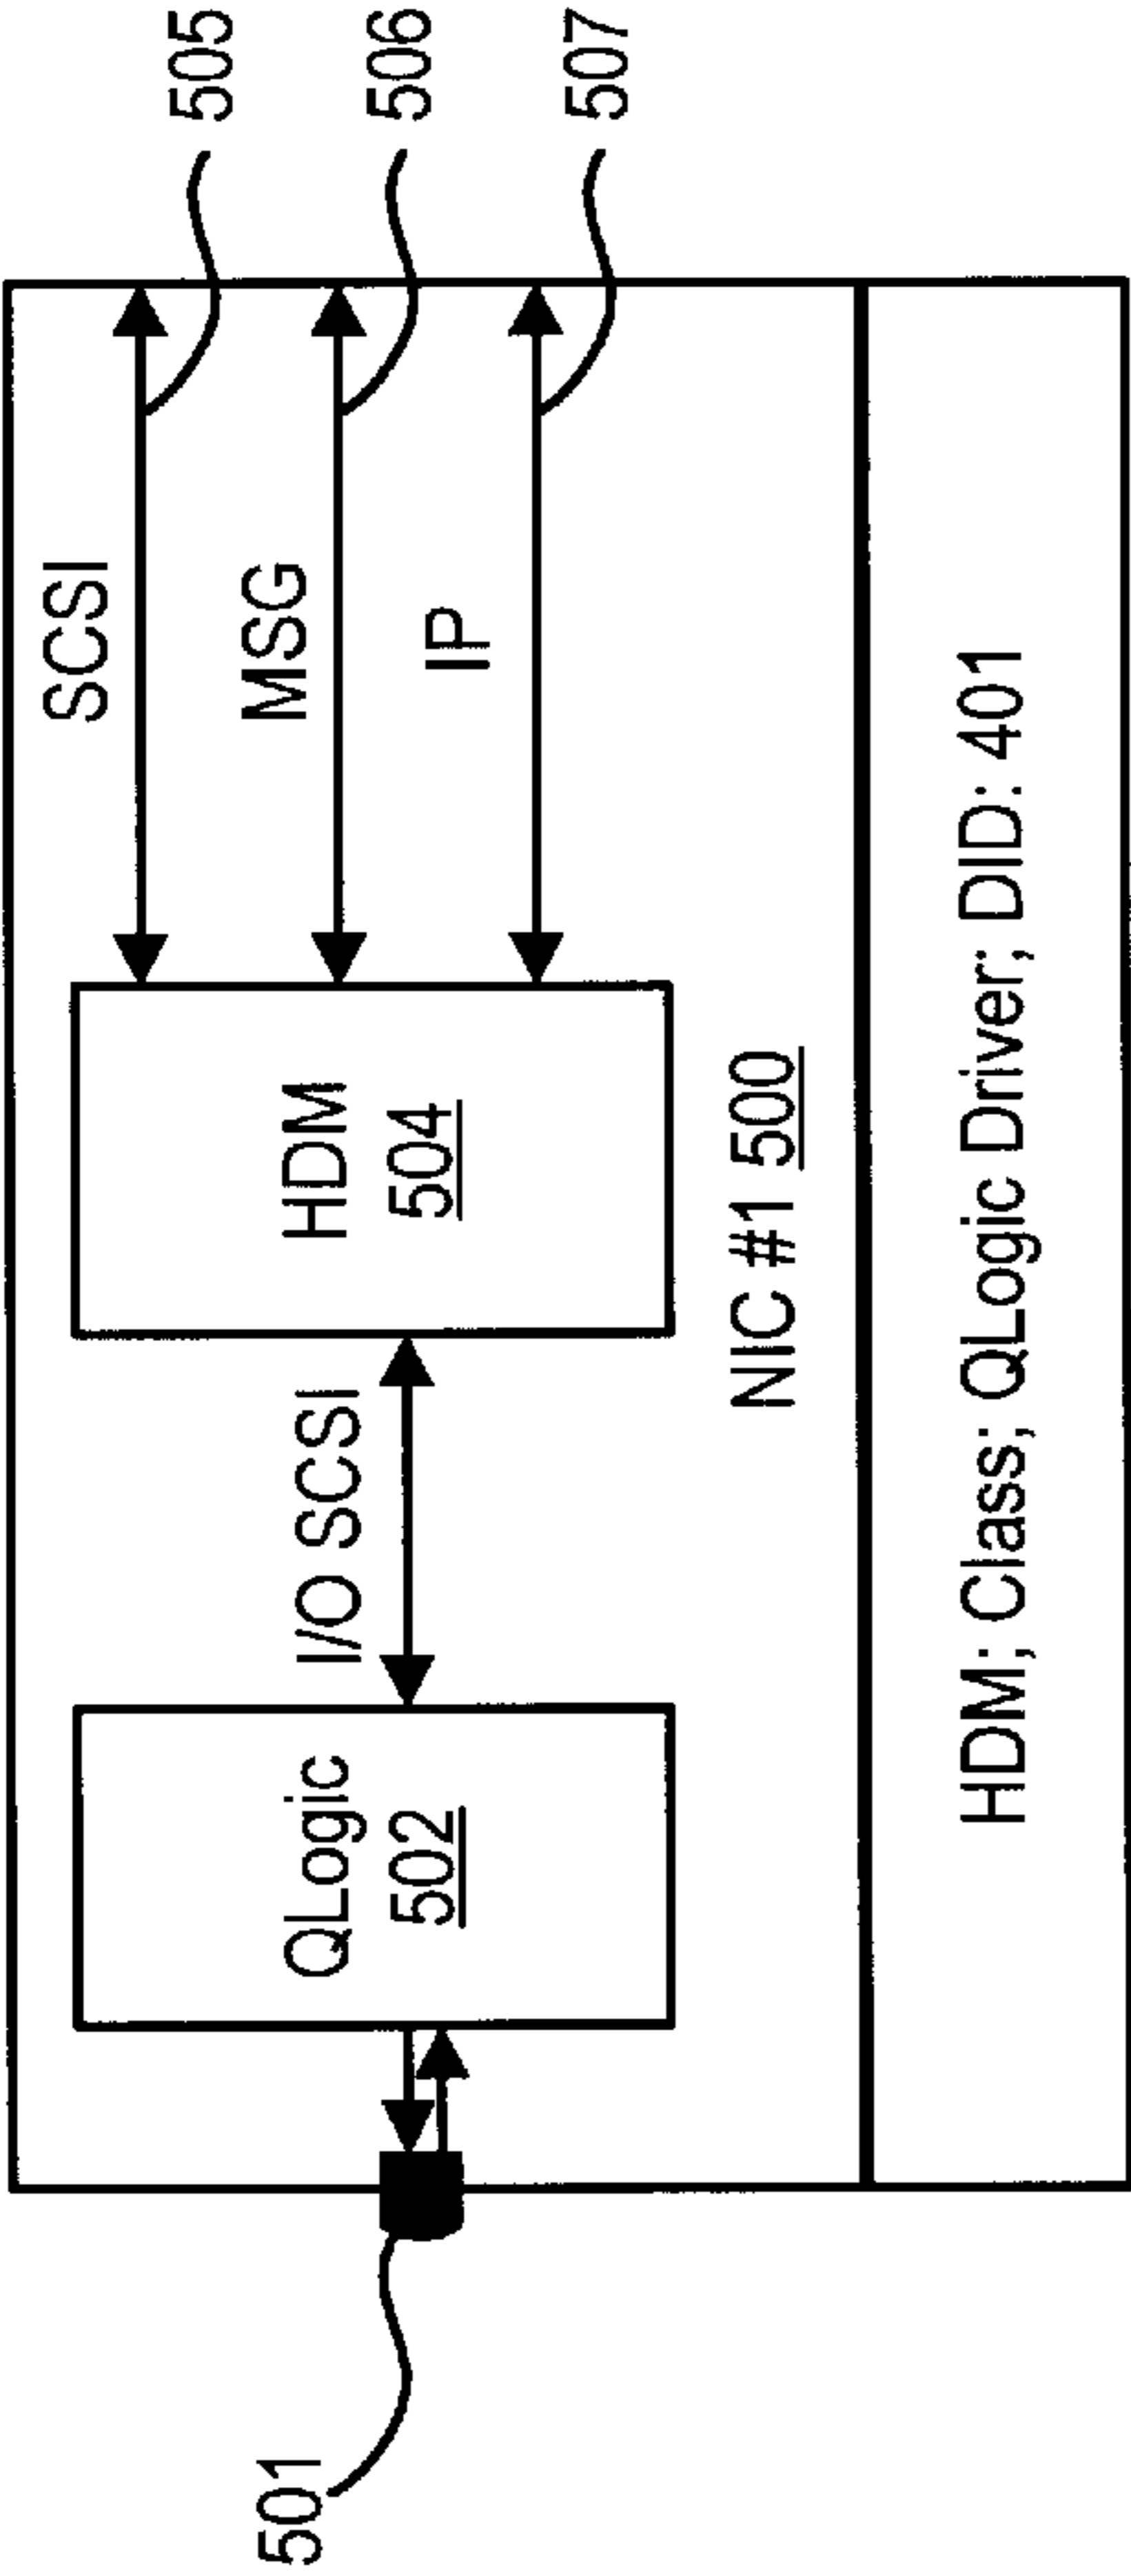 SCSI
505
QLogic
502
I/O SCSI
HDM
504
MSG
506
501
IP
507
NIC #1 500
HDM; Class; QLogic Driver; DID: 401